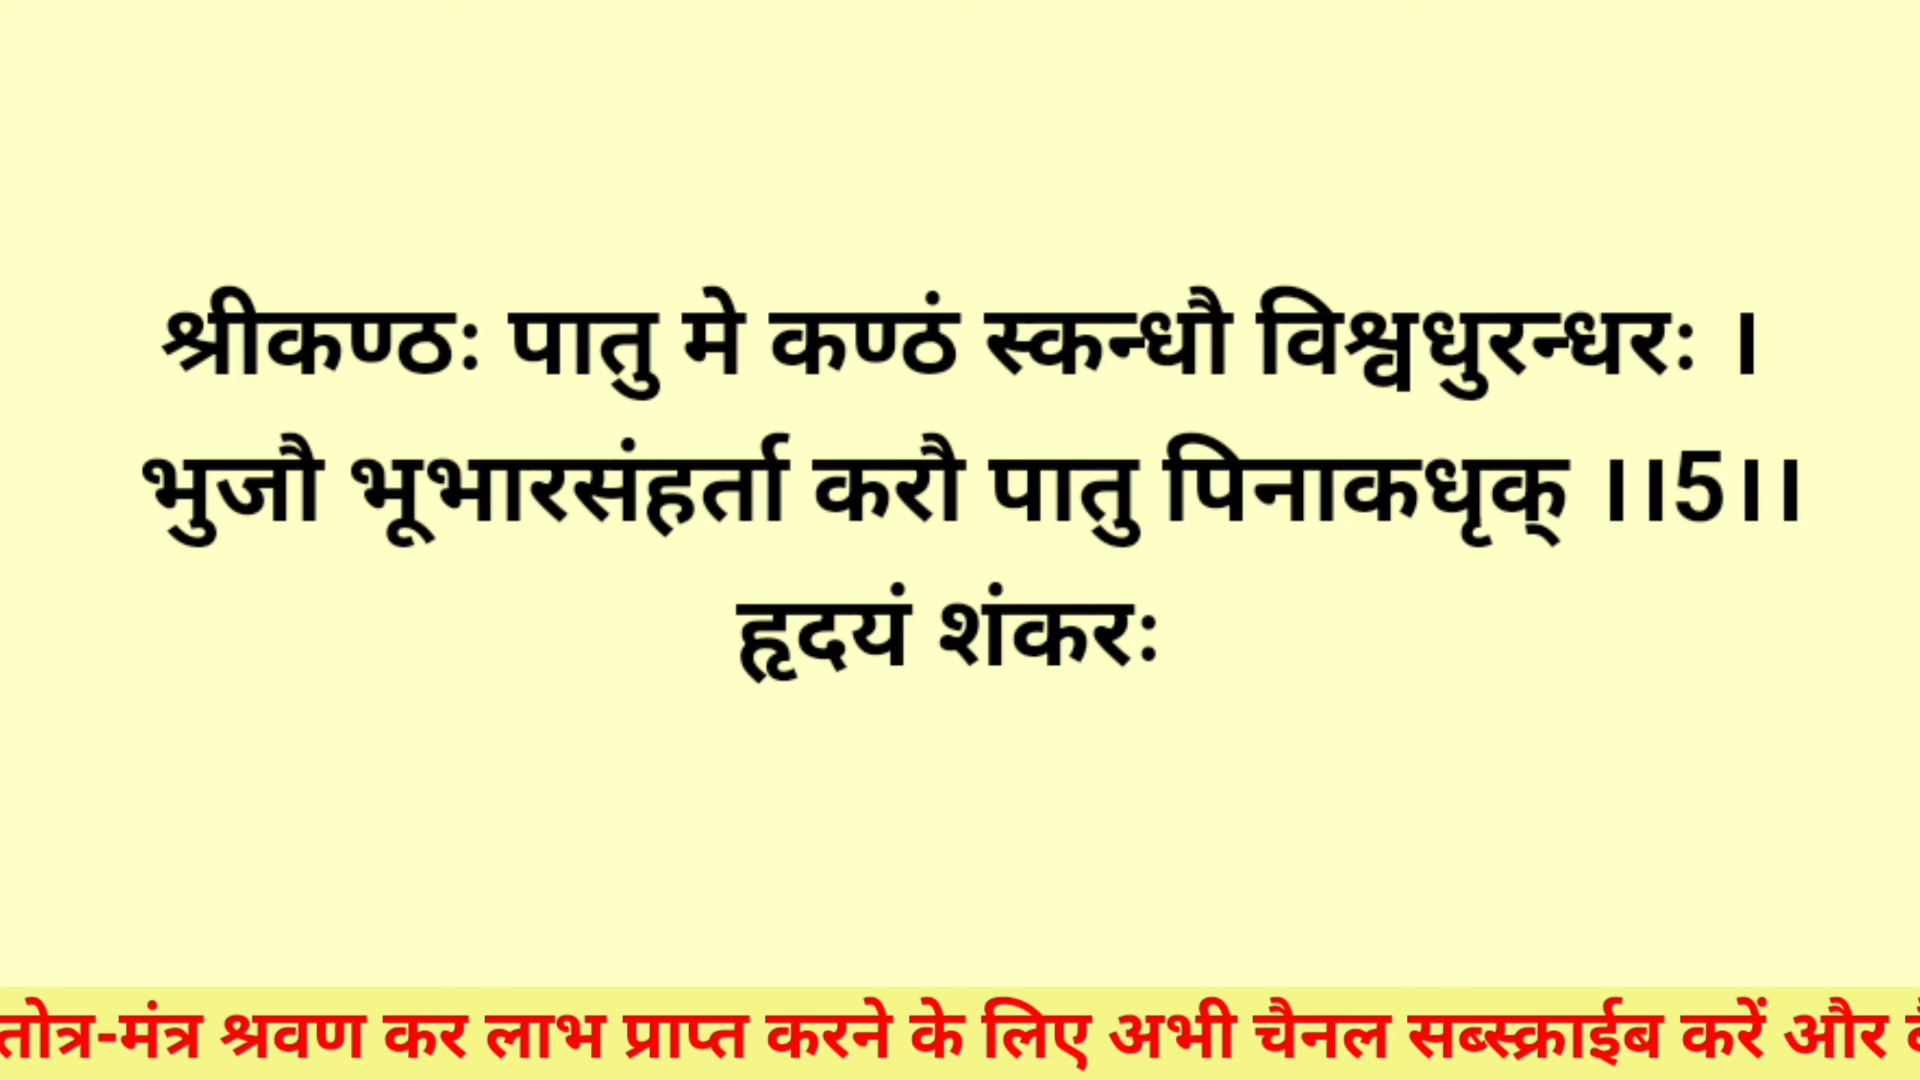 श्रीकण्ठः पातु मे कण्ठं स्कन्धौ विश्वधुरन्धरः ।
भुजौ भूभारसंहर्ता करौ पातु पिनाकधृक् ।।5।।
हृदयं शंकरः
तोत्र-मंत्र श्रवण कर लाभ प्राप्त करने के लिए अभी चैनल सब्स्क्राईब करें और